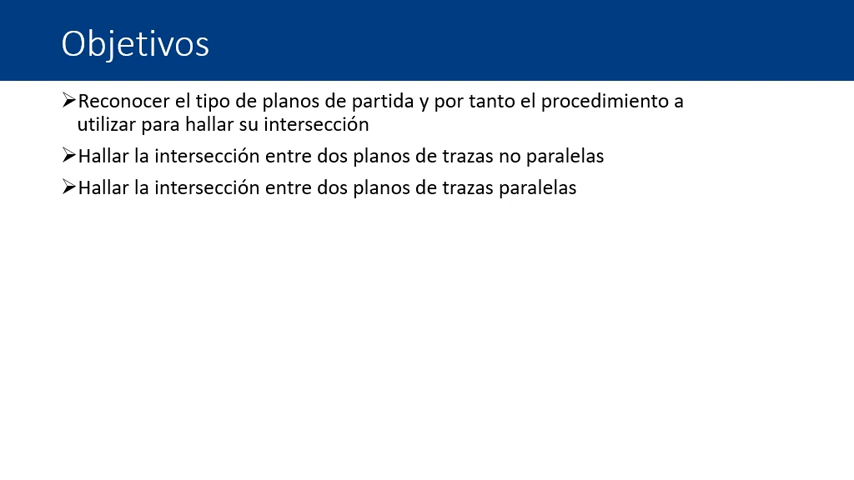 Objetivos
➢Reconocer el tipo de planos de partida y por tanto el procedimiento a
utilizar para hallar su intersección
➢Hallar la intersección entre dos planos de trazas no paralelas
➢Hallar la intersección entre dos planos de trazas paralelas